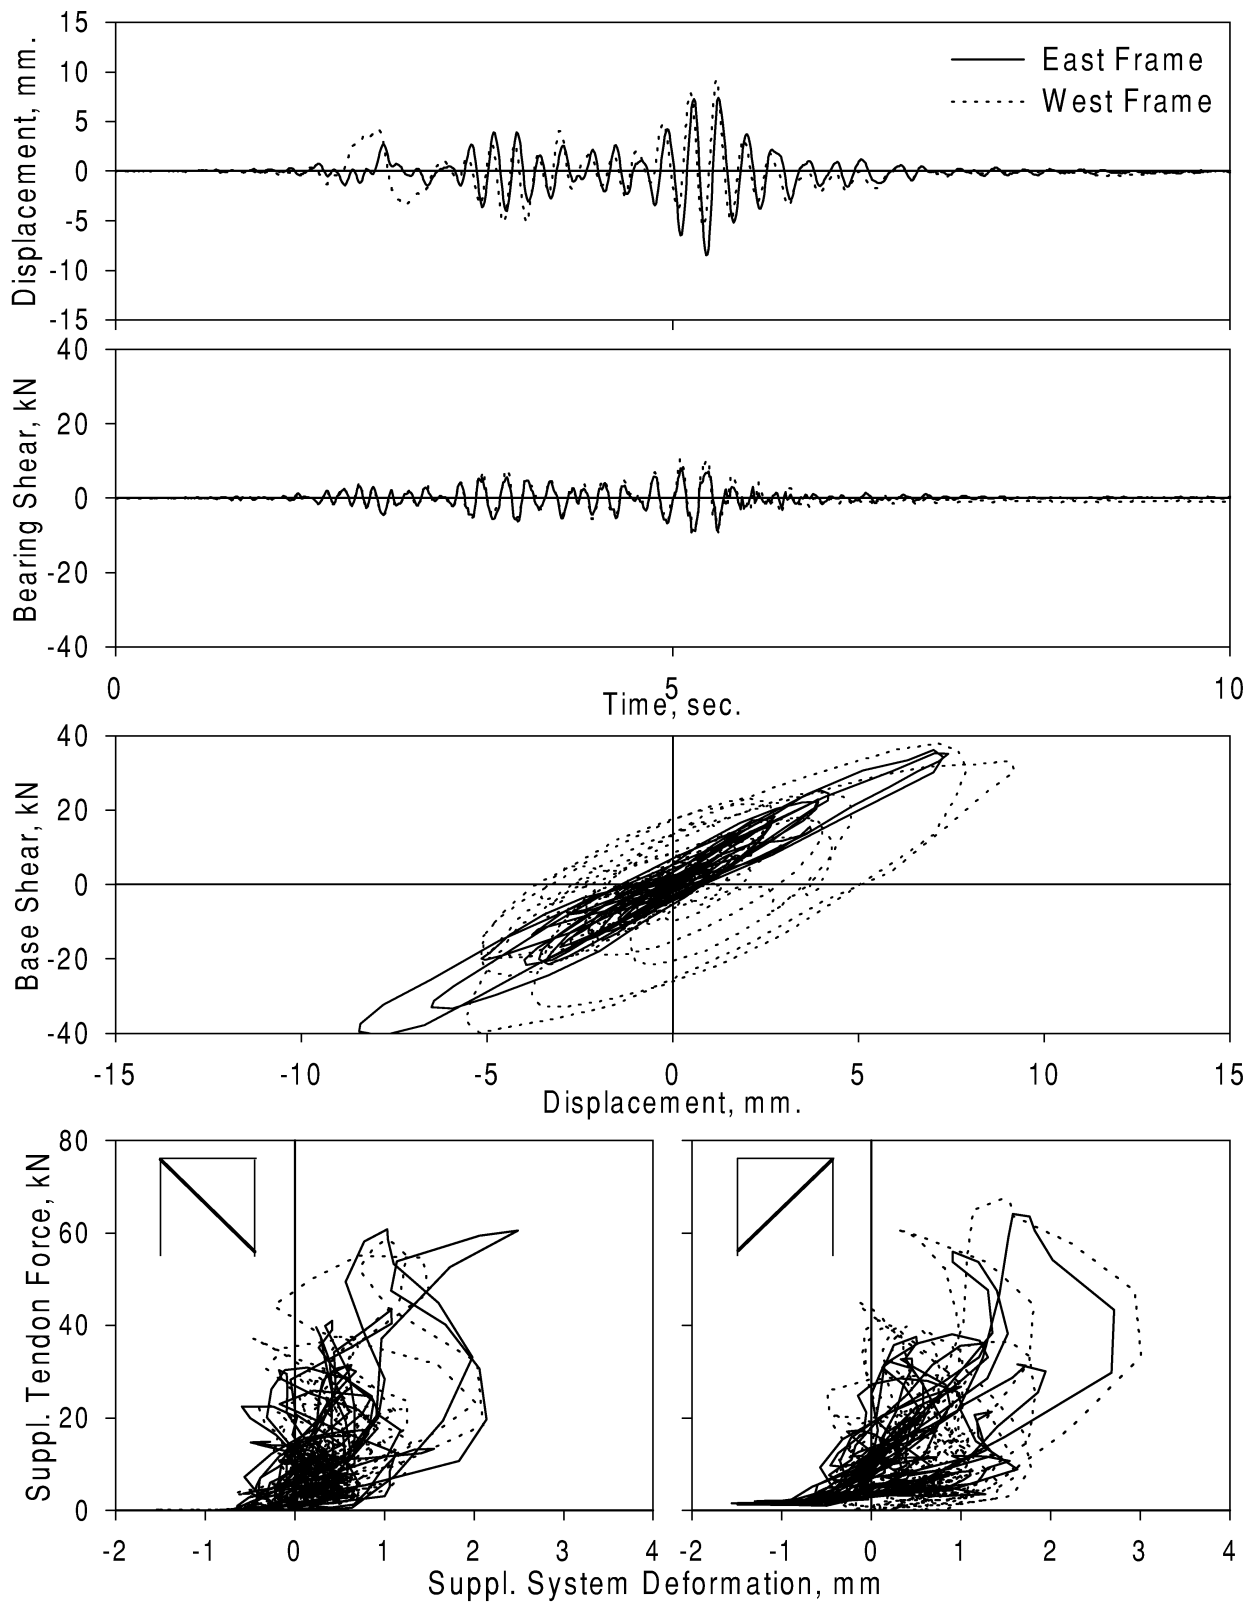 15
10
5
0
-5
-10
-15
Displacement, mm.
East Frame
West Frame
40
20
0
-20
-40
Bearing Shear, kN
0 5 10
Time, sec.
40
20
0
-20
-40
Base Shear, kN
-15 -10 -5 0 5 10 15
Displacement, mm.
80
60
40
20
0
Suppl. Tendon Force, kN
-2 -1 0 1 2 3 4 -2 -1 0 1 2 3 4
Suppl. System Deformation, mm